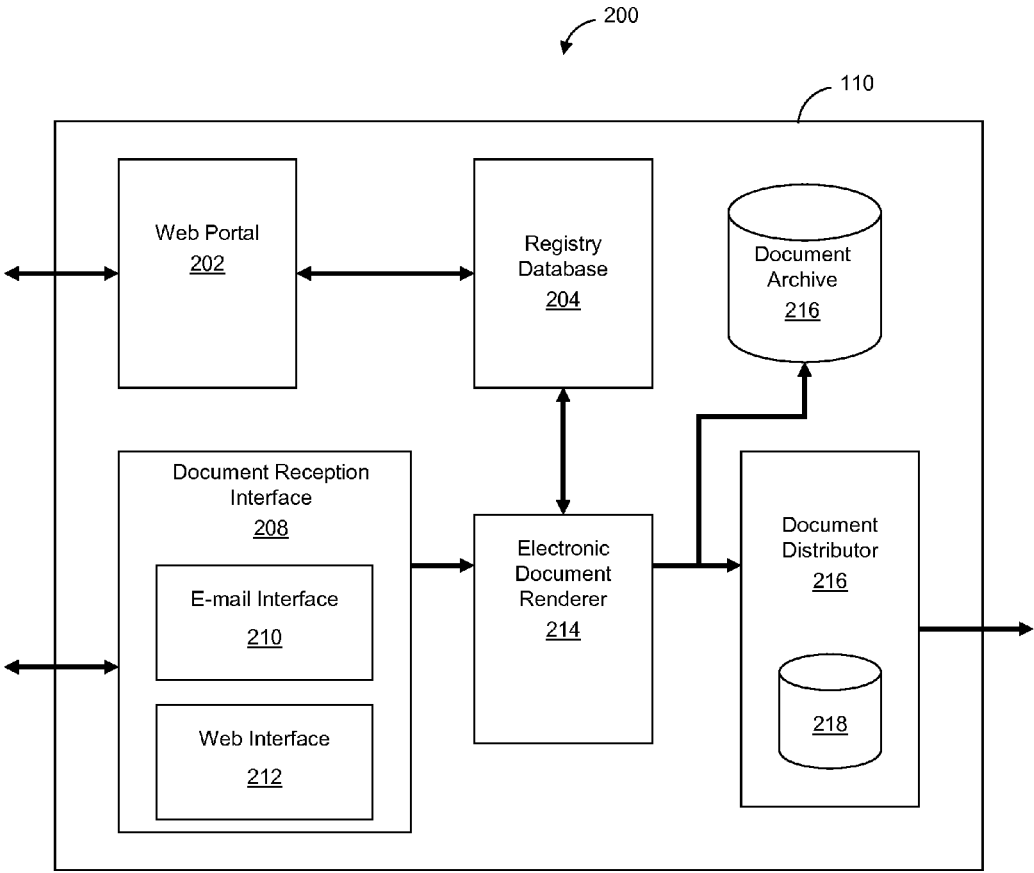 200
110
Web Portal
202
Registry
Database
204
Document
Archive
216
Document Reception
Interface
208
E-mail Interface
210
Web Interface
212
Electronic
Document
Renderer
214
Document
Distributor
216
218